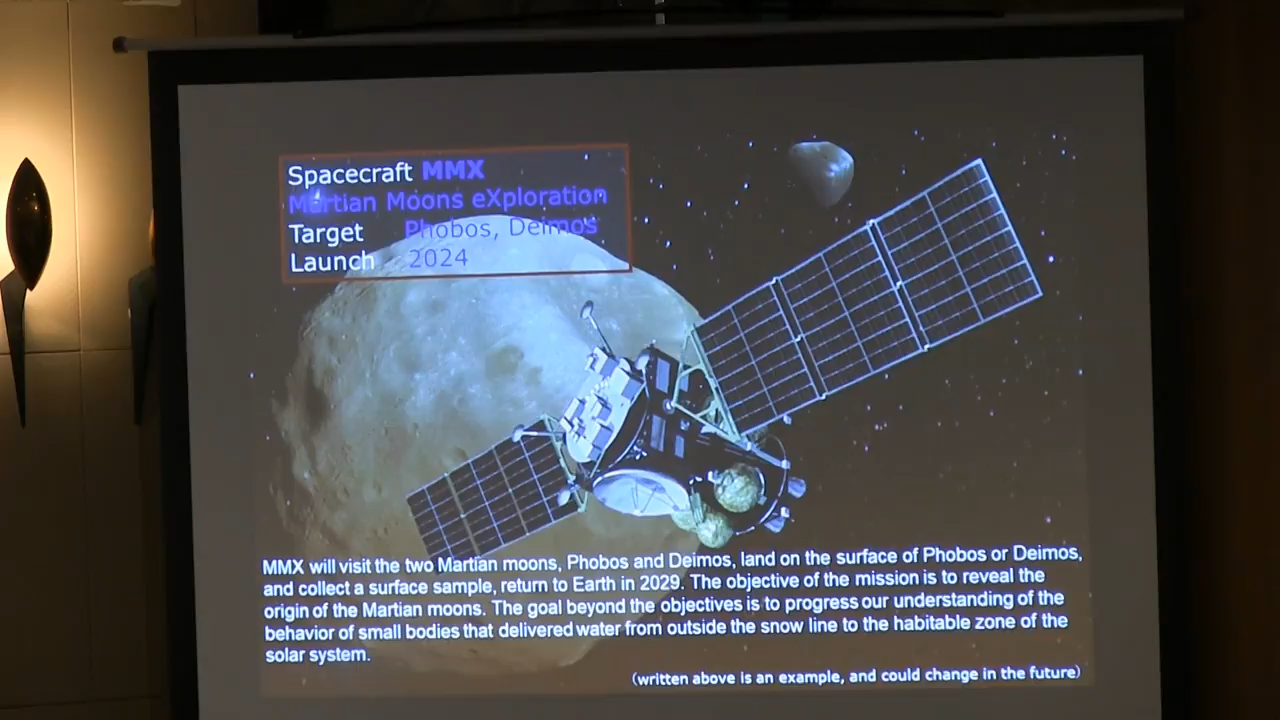 Spacecraft MMX
Martian Moons eXploration
Target Phobos, Deimos
Launch 2024
MMX will visit the two Martian moons, Phobos and Deimos, land on the surface of Phobos or Deimos,
and collect a surface sample, return to Earth in 2029. The objective of the mission is to reveal the
origin of the Martian moons. The goal beyond the objectives is to progress our understanding of the
behavior of small bodies that delivered water from outside the snow line to the habitable zone of the
solar system.
(written above is an example, and could change in the future)